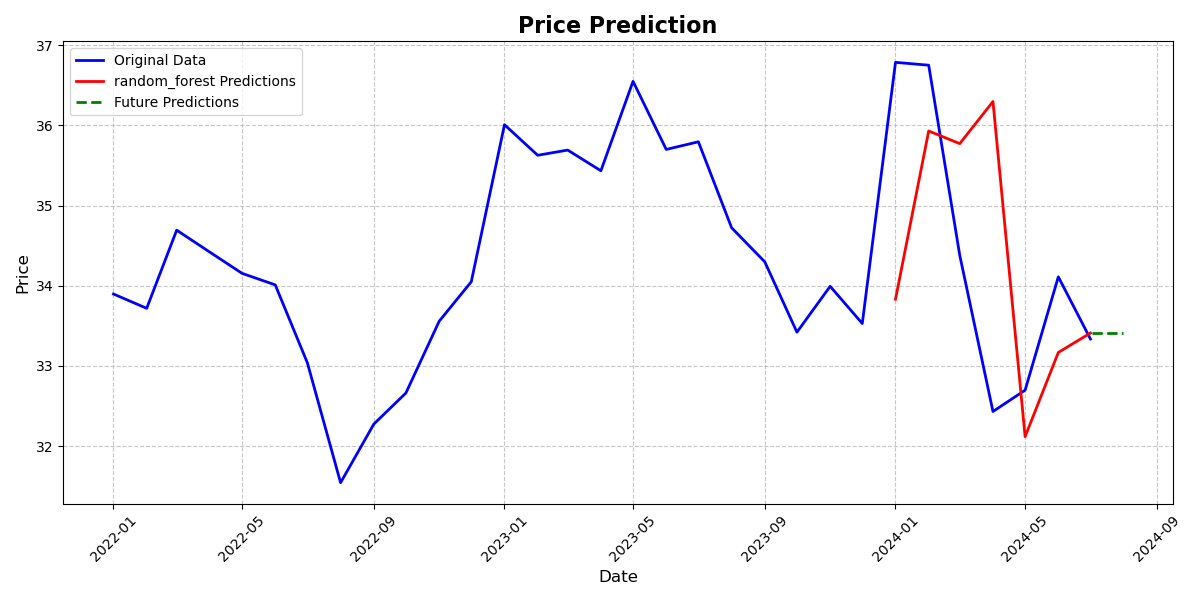 Price Prediction
Original Data
random_forest Predictions
Future Predictions
Price
37
36
35
34
33
32
2022-01
2022-05
2022-09
2023-01
2023-05
2023-09
2024-01
2024-05
2024-09
Date